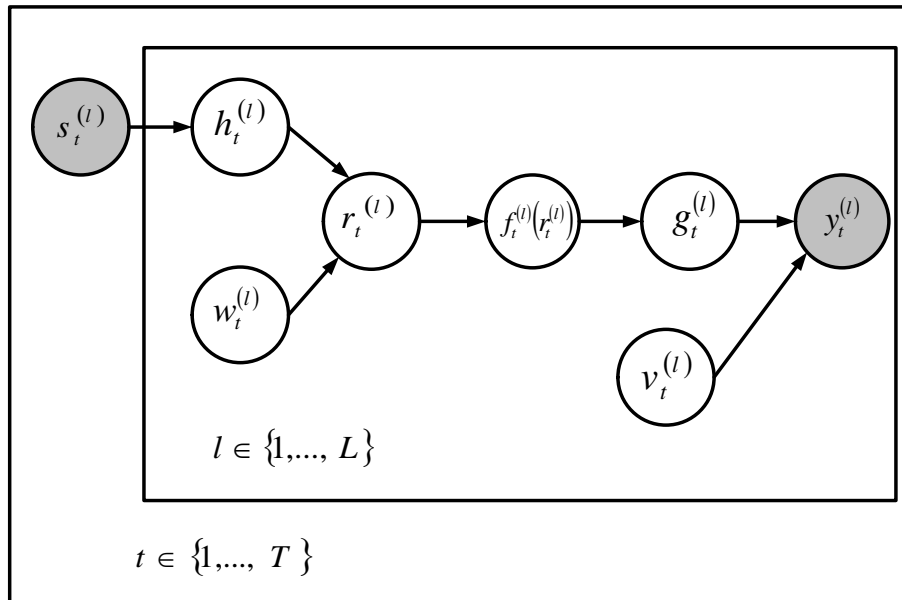 s_t^(l)
h_t^(l)
r_t^(l)
f_t^(l)(r_t^(l))
g_t^(l)
y_t^(l)
w_t^(l)
v_t^(l)
l ∈ {1,..., L}
t ∈ {1,..., T}